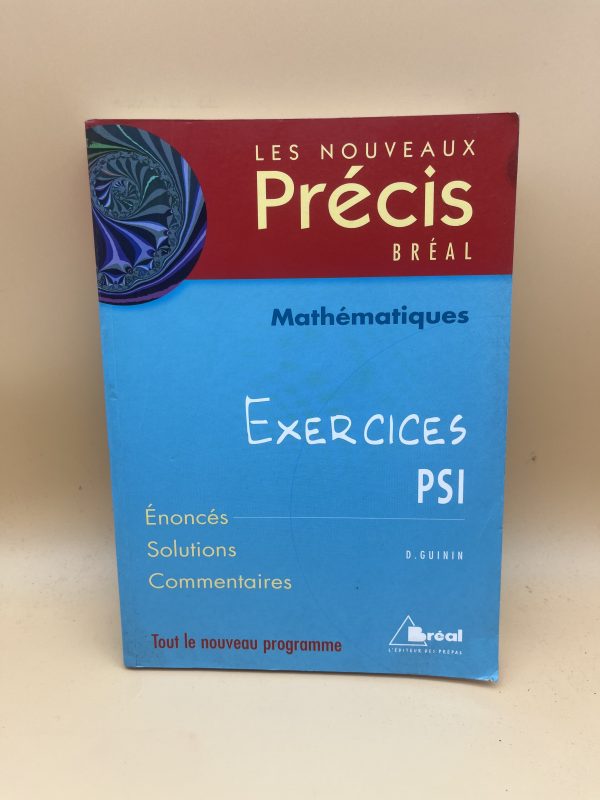 LES NOUVEAUX
Précis
BRÉAL
Mathématiques
EXERCICES
PSI
Énoncés
Solutions
D. GUININ
Commentaires
Tout le nouveau programme
Bréal
L'ÉDITEUR DES PRÉPAS